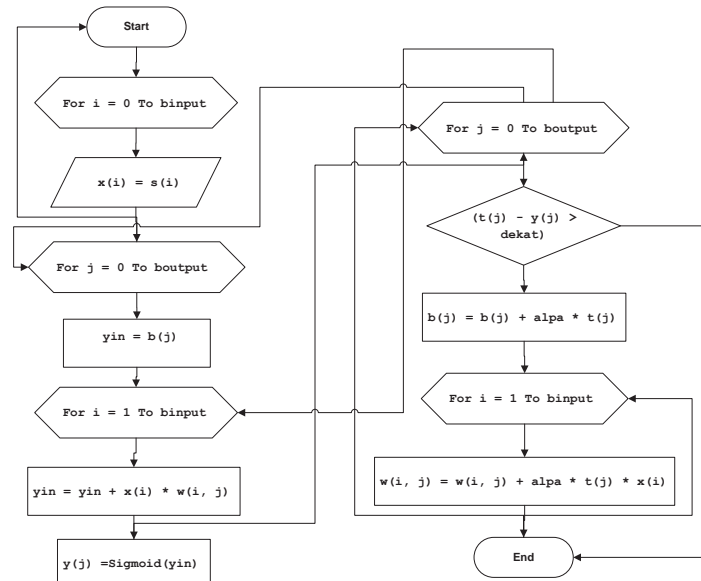 Start
For i = 0 To binput
x(i) = s(i)
For j = 0 To boutput
yin = b(j)
For i = 1 To binput
yin = yin + x(i) * w(i, j)
y(j) =Sigmoid(yin)
For j = 0 To boutput
(t(j) - y(j) >
dekat)
b(j) = b(j) + alpa * t(j)
For i = 1 To binput
w(i, j) = w(i, j) + alpa * t(j) * x(i)
End